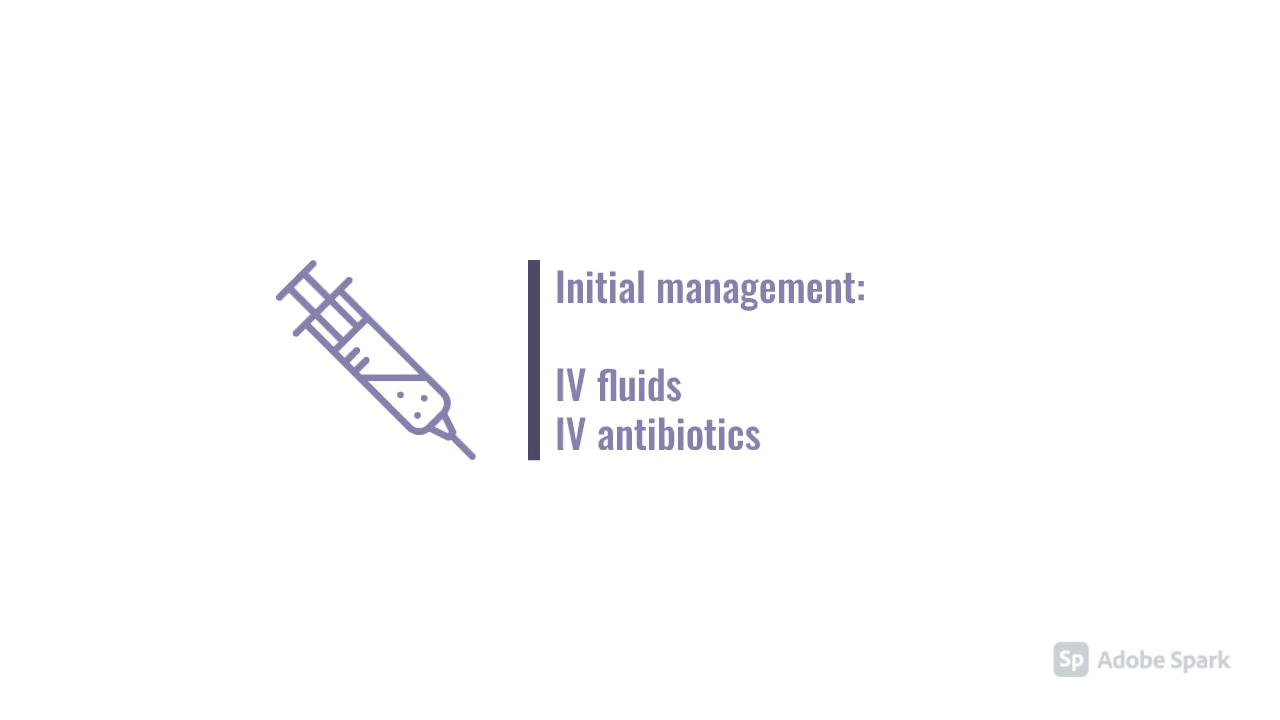 Initial management:
IV fluids
IV antibiotics
Sp Adobe Spark